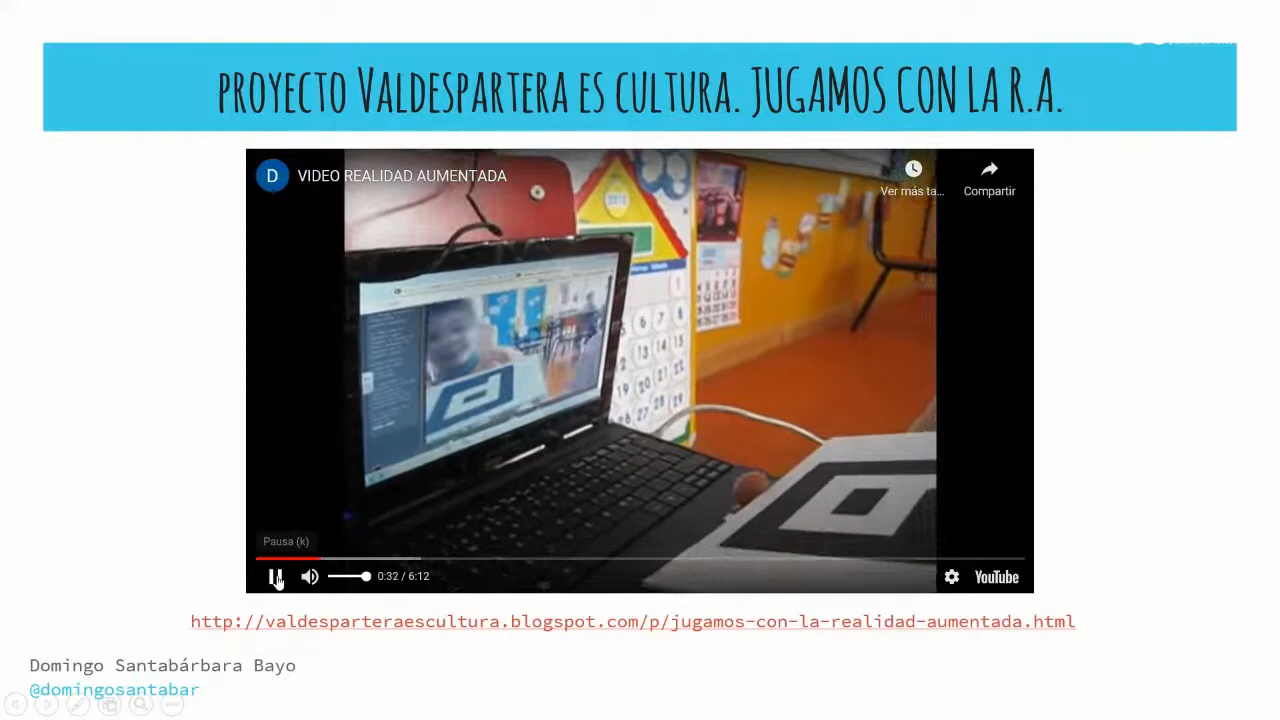 PROYECTO VALDESPARTERA ES CULTURA. JUGAMOS CON LA R.A.
D VIDEO REALIDAD AUMENTADA
Ver más ta...
Compartir
Pausa (k)
0:32 / 6:12
YouTube
http://valdesparteraescultura.blogspot.com/p/jugamos-con-la-realidad-aumentada.html
Domingo Santabárbara Bayo
@domingosantabar